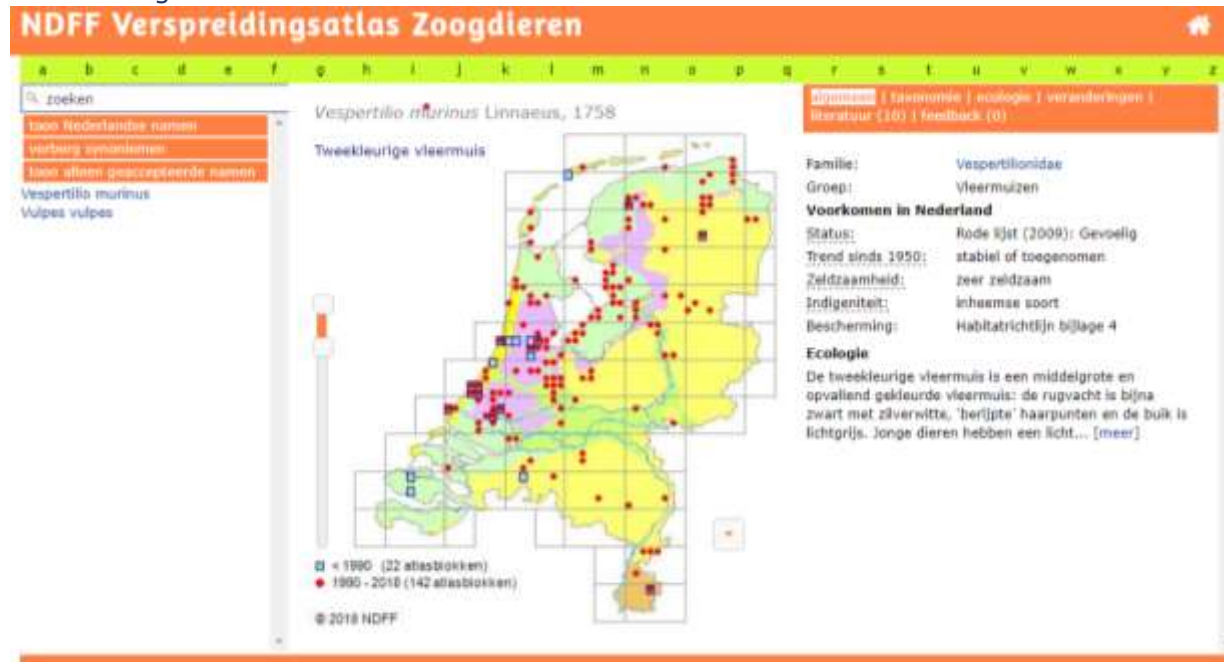 NDFF Verspreidingsatlas Zoogdieren
a b c d e f g h i j k l m n o p q r s t u v w x y z
zoeken
toon Nederlandse namen
verberg synoniemen
toon alleen geaccepteerde namen
Vespertilio murinus
Vulpes vulpes
Vespertilio murinus Linnaeus, 1758
Tweekleurige vleermuis
< 1990 (22 atlasblokken)
1990 - 2018 (142 atlasblokken)
© 2018 NDFF
algemeen | taxonomie | ecologie | veranderingen |
literatuur (10) | feedback (0)
Familie: Vespertilionidae
Groep: Vleermuizen
Voorkomen in Nederland
Status: Rode lijst (2009): Gevoelig
Trend sinds 1950: stabiel of toegenomen
Zeldzaamheid: zeer zeldzaam
Indigeniteit: inheemse soort
Bescherming: Habitatrichtlijn bijlage 4
Ecologie
De tweekleurige vleermuis is een middelgrote en
opvallend gekleurde vleermuis: de rugvacht is bijna
zwart met zilverwitte, 'berijpte' haarpunten en de buik is
lichtgrijs. Jonge dieren hebben een licht... [meer]